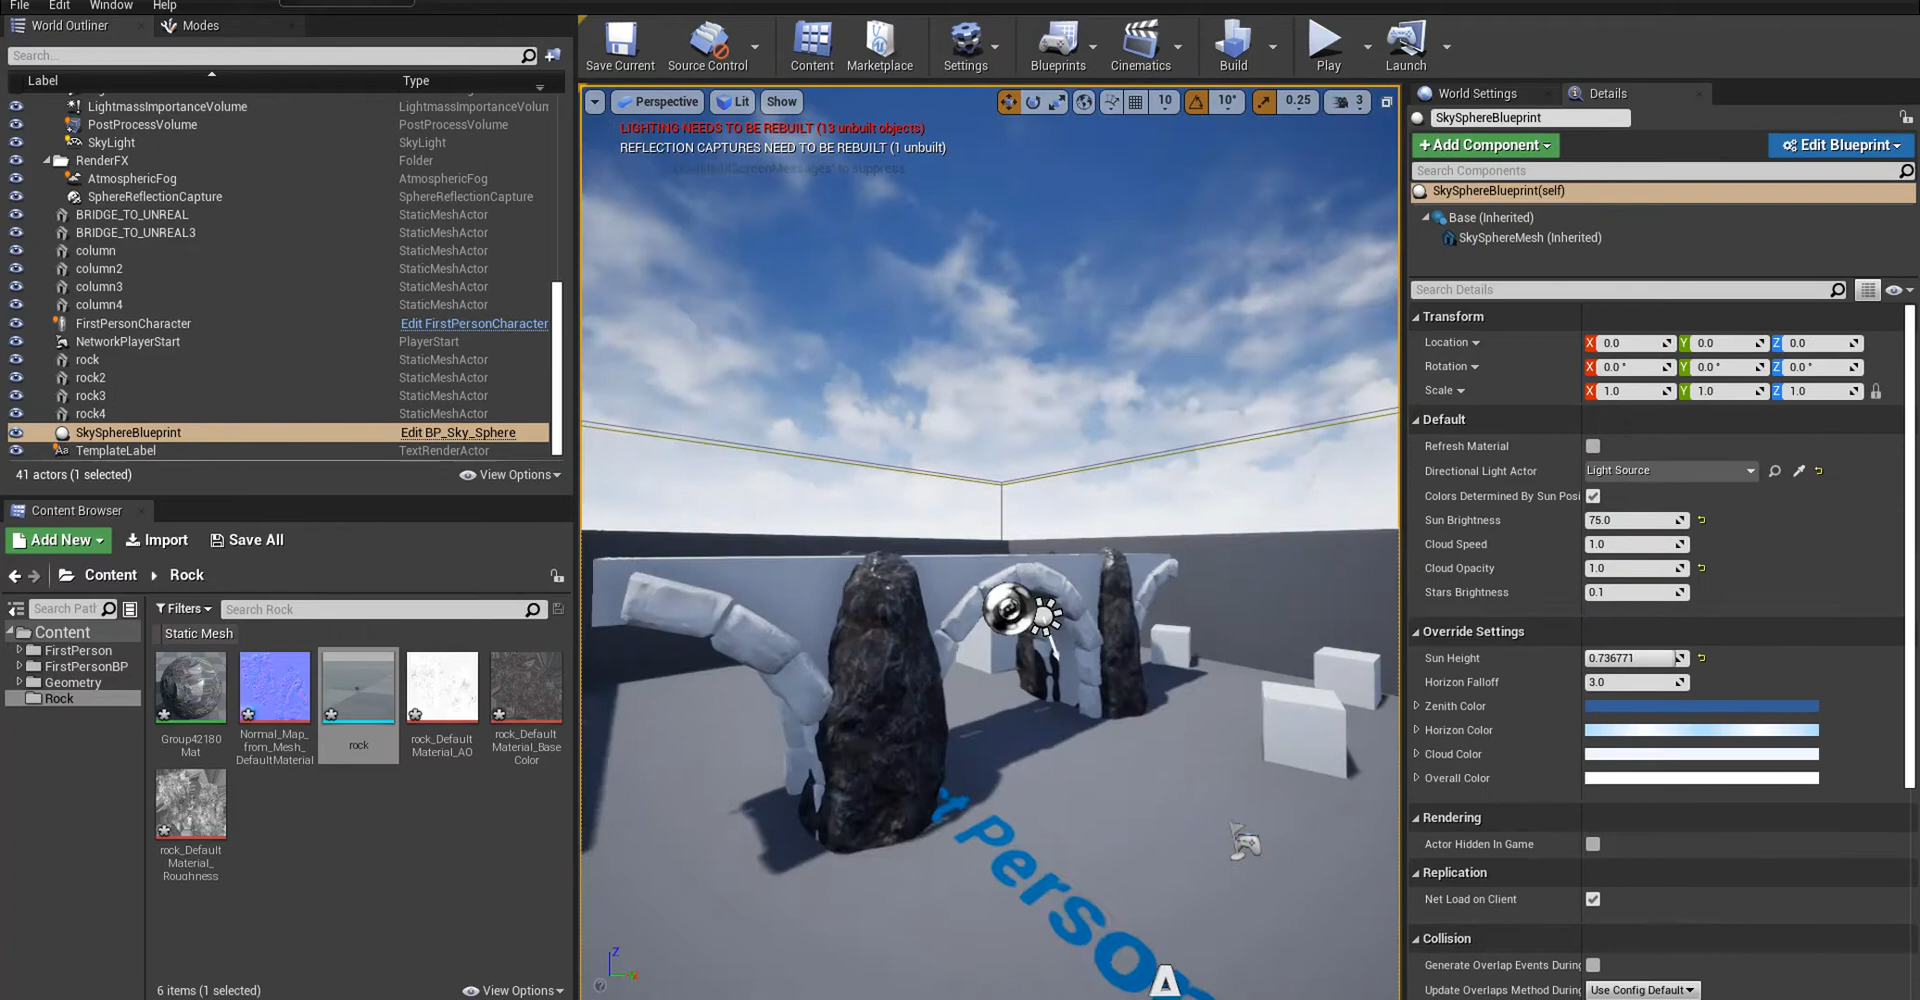 File Edit Window Help
World Outliner Modes
Search...
Label Type
LightmassImportanceVolume LightmassImportanceVolum
PostProcessVolume PostProcessVolume
SkyLight SkyLight
RenderFX Folder
AtmosphericFog AtmosphericFog
SphereReflectionCapture SphereReflectionCapture
BRIDGE_TO_UNREAL StaticMeshActor
BRIDGE_TO_UNREAL3 StaticMeshActor
column StaticMeshActor
column2 StaticMeshActor
column3 StaticMeshActor
column4 StaticMeshActor
FirstPersonCharacter Edit FirstPersonCharacter
NetworkPlayerStart PlayerStart
rock StaticMeshActor
rock2 StaticMeshActor
rock3 StaticMeshActor
rock4 StaticMeshActor
SkySphereBlueprint Edit BP_Sky_Sphere
TemplateLabel TextRenderActor
41 actors (1 selected) View Options
Content Browser
Add New Import Save All
Content Rock
Search Path Filters Search Rock
Static Mesh
Content
FirstPerson
FirstPersonBP
Geometry
Rock
Group42180
Mat
Normal_Map_
from_Mesh_
DefaultMaterial
rock
rock_Default
Material_AO
rock_Default
Material_Base
Color
rock_Default
Material_
Roughness
6 items (1 selected) View Options
Save Current Source Control Content Marketplace Settings Blueprints Cinematics Build Play Launch
Perspective Lit Show 10 10° 0.25 3
LIGHTING NEEDS TO BE REBUILT (13 unbuilt objects)
REFLECTION CAPTURES NEED TO BE REBUILT (1 unbuilt)
ScreenMessages' to suppress
t Person
Z
A
World Settings Details
SkySphereBlueprint
+Add Component Edit Blueprint
Search Components
SkySphereBlueprint(self)
Base (Inherited)
SkySphereMesh (Inherited)
Search Details
Transform
Location X 0.0 Y 0.0 Z 0.0
Rotation X 0.0° Y 0.0° Z 0.0°
Scale X 1.0 Y 1.0 Z 1.0
Default
Refresh Material
Directional Light Actor Light Source
Colors Determined By Sun Posi
Sun Brightness 75.0
Cloud Speed 1.0
Cloud Opacity 1.0
Stars Brightness 0.1
Override Settings
Sun Height 0.736771
Horizon Falloff 3.0
Zenith Color
Horizon Color
Cloud Color
Overall Color
Rendering
Actor Hidden In Game
Replication
Net Load on Client
Collision
Generate Overlap Events During
Update Overlaps Method During Use Config Default